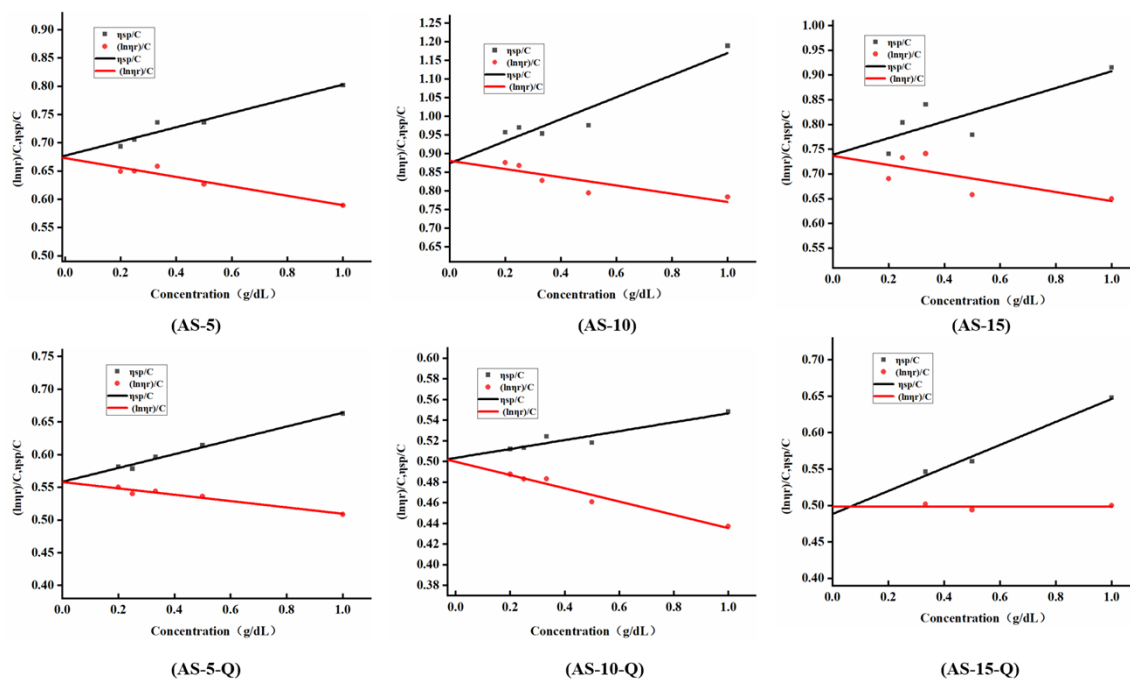 0.90
0.85
0.80
0.75
0.70
0.65
0.60
0.55
0.50
(lnηr)/C,ηsp/C
ηsp/C
(lnηr)/C
ηsp/C
(lnηr)/C
0.0 0.2 0.4 0.6 0.8 1.0
Concentration（g/dL）
(AS-5)
1.25
1.20
1.15
1.10
1.05
1.00
0.95
0.90
0.85
0.80
0.75
0.70
0.65
(lnηr)/C,ηsp/C
ηsp/C
(lnηr)/C
ηsp/C
(lnηr)/C
0.0 0.2 0.4 0.6 0.8 1.0
Concentration（g/dL）
(AS-10)
1.00
0.95
0.90
0.85
0.80
0.75
0.70
0.65
0.60
0.55
(lnηr)/C,ηsp/C
ηsp/C
(lnηr)/C
ηsp/C
(lnηr)/C
0.0 0.2 0.4 0.6 0.8 1.0
Concentration（g/dL）
(AS-15)
0.75
0.70
0.65
0.60
0.55
0.50
0.45
0.40
(lnηr)/C,ηsp/C
ηsp/C
(lnηr)/C
ηsp/C
(lnηr)/C
0.0 0.2 0.4 0.6 0.8 1.0
Concentration（g/dL）
(AS-5-Q)
0.60
0.58
0.56
0.54
0.52
0.50
0.48
0.46
0.44
0.42
0.40
0.38
(lnηr)/C,ηsp/C
ηsp/C
(lnηr)/C
ηsp/C
(lnηr)/C
0.0 0.2 0.4 0.6 0.8 1.0
Concentration（g/dL）
(AS-10-Q)
0.70
0.65
0.60
0.55
0.50
0.45
0.40
(lnηr)/C,ηsp/C
ηsp/C
(lnηr)/C
ηsp/C
(lnηr)/C
0.0 0.2 0.4 0.6 0.8 1.0
Concentration（g/dL）
(AS-15-Q)